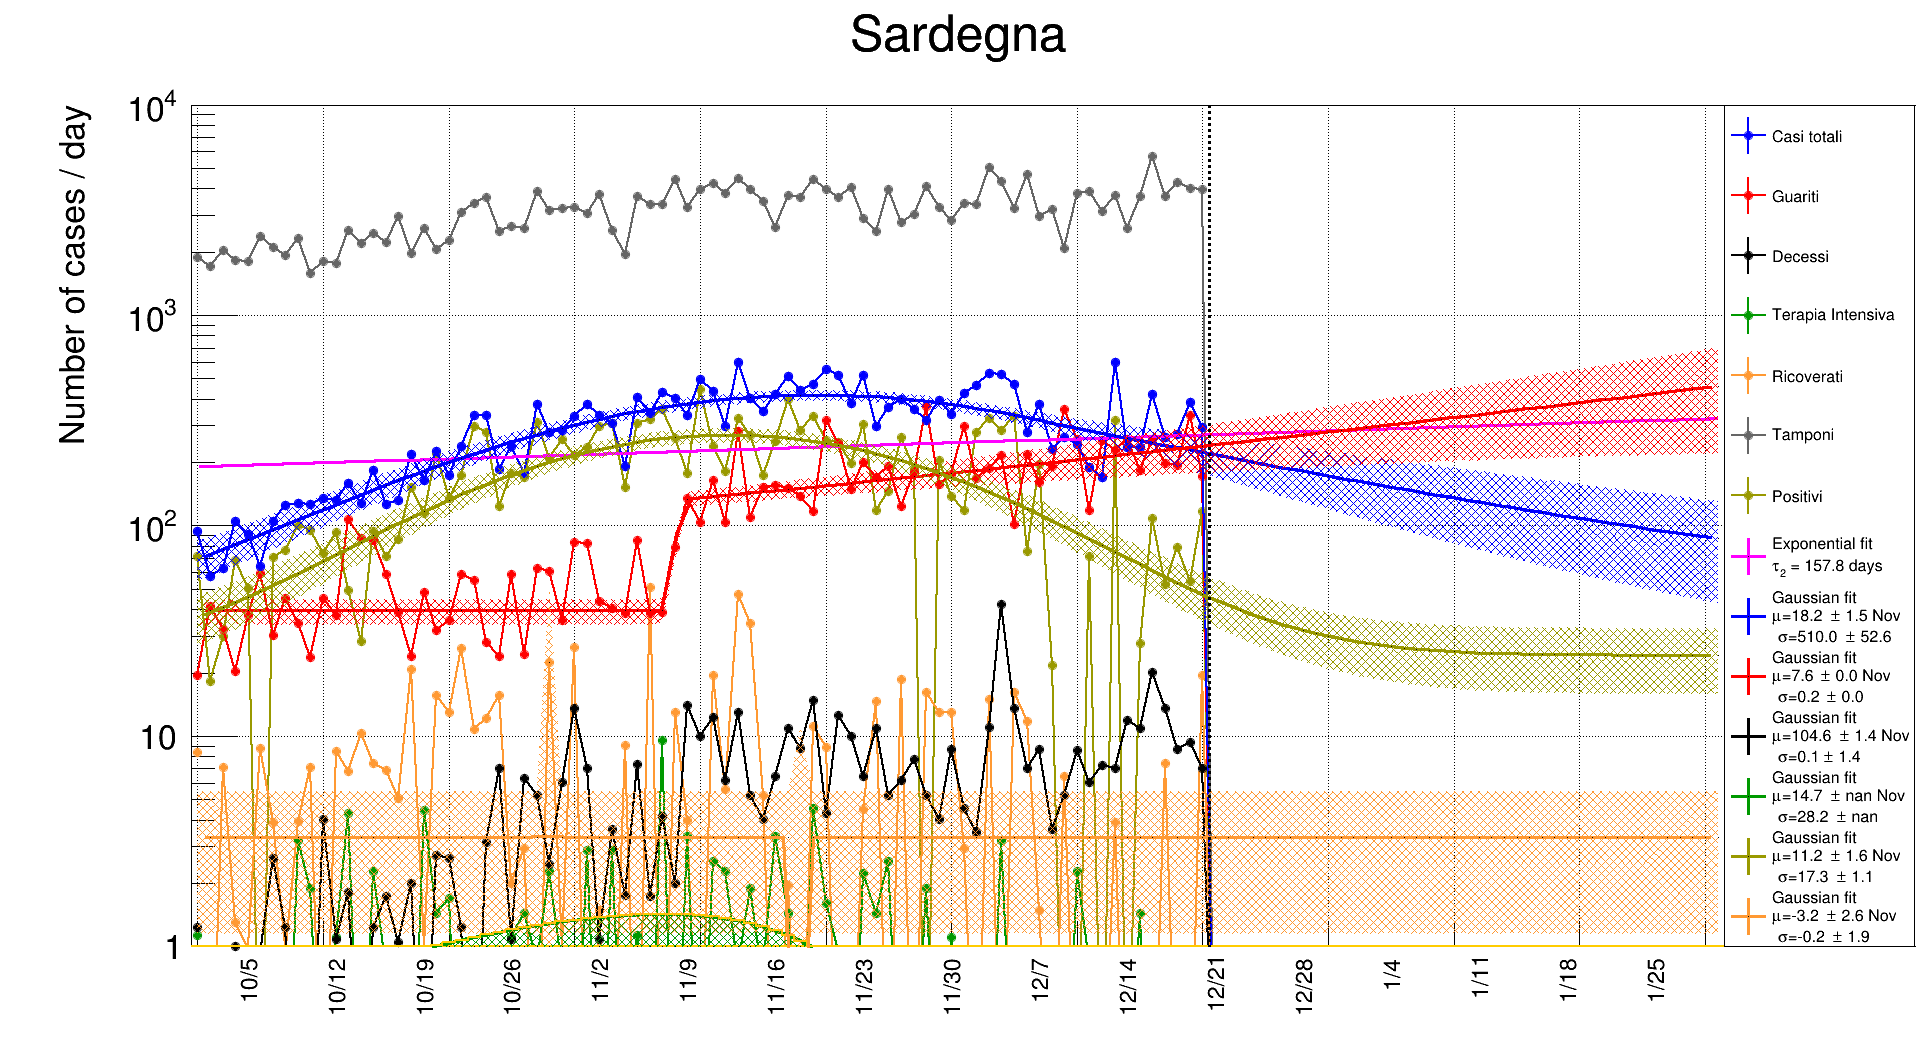 Sardegna
Number of cases / day
10^4
10^3
10^2
10
1
10/5 10/12 10/19 10/26 11/2 11/9 11/16 11/23 11/30 12/7 12/14 12/21 12/28 1/4 1/11 1/18 1/25
Casi totali
Guariti
Decessi
Terapia Intensiva
Ricoverati
Tamponi
Positivi
Exponential fit
τ_2 = 157.8 days
Gaussian fit
μ=18.2 ± 1.5 Nov
σ=510.0 ± 52.6
Gaussian fit
μ=7.6 ± 0.0 Nov
σ=0.2 ± 0.0
Gaussian fit
μ=104.6 ± 1.4 Nov
σ=0.1 ± 1.4
Gaussian fit
μ=14.7 ± nan Nov
σ=28.2 ± nan
Gaussian fit
μ=11.2 ± 1.6 Nov
σ=17.3 ± 1.1
Gaussian fit
μ=-3.2 ± 2.6 Nov
σ=-0.2 ± 1.9